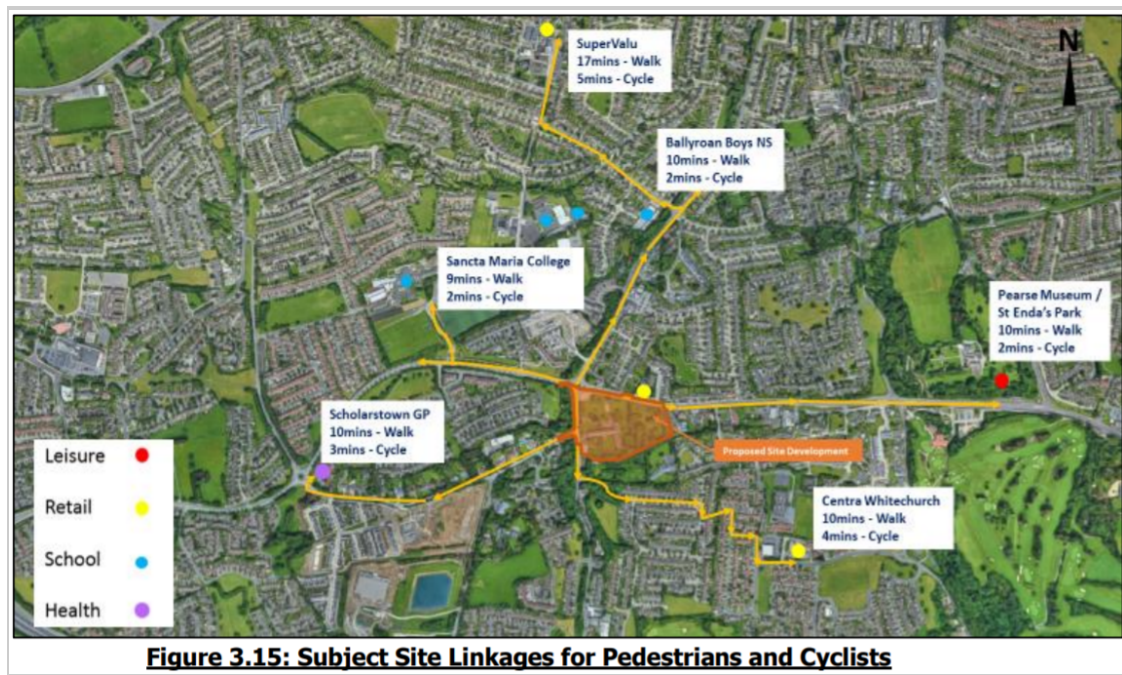 N
SuperValu
17mins - Walk
5mins - Cycle
Ballyroan Boys NS
10mins - Walk
2mins - Cycle
Sancta Maria College
9mins - Walk
2mins - Cycle
Pearse Museum /
St Enda's Park
10mins - Walk
2mins - Cycle
Scholarstown GP
10mins - Walk
3mins - Cycle
Proposed Site Development
Centra Whitechurch
10mins - Walk
4mins - Cycle
Leisure
Retail
School
Health
Figure 3.15: Subject Site Linkages for Pedestrians and Cyclists